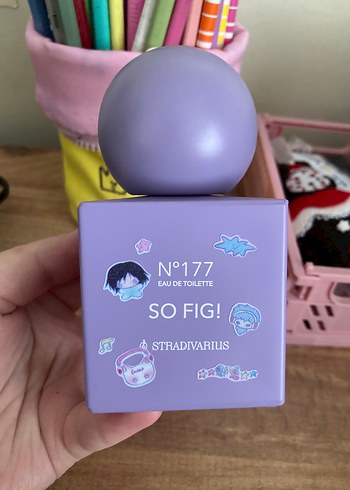 N°177
EAU DE TOILETTE
SO FIG!
STRADIVARIUS